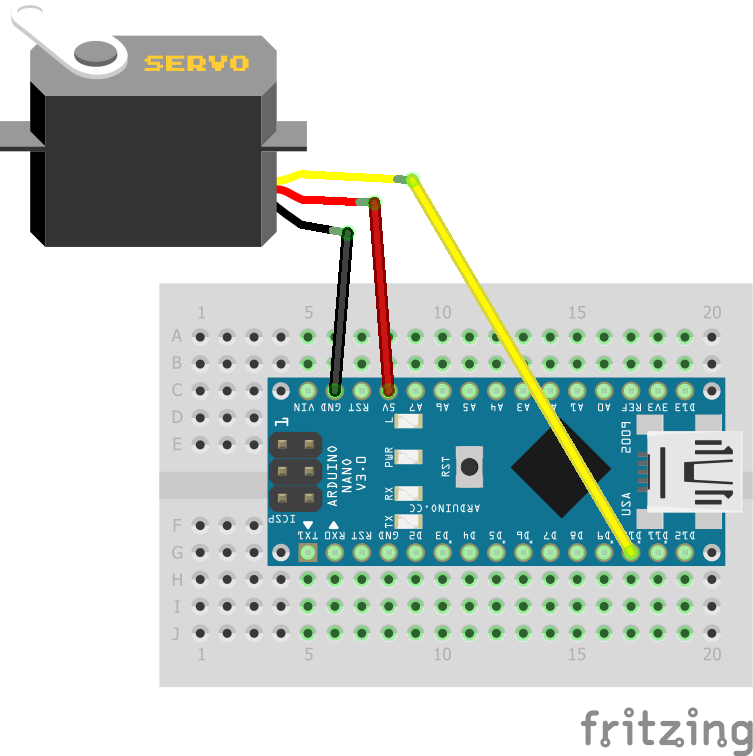 SERVO
1 5 10 15 20
A
B
C
VIN GND RST 5V A7 A6 A5 A4 A3 A1 A0 REF 3V3 D13
D
E
L
PWR
RX
TX
RST
ARDUINO
NANO
V3.0
ARDUINO.CC
2009
USA
ICSP
1
F
TX1 RX0 RST GND D2 D3 D4 D5 D6 D7 D8 D9 D11 D12
G
H
I
J
1 5 10 15 20
fritzing